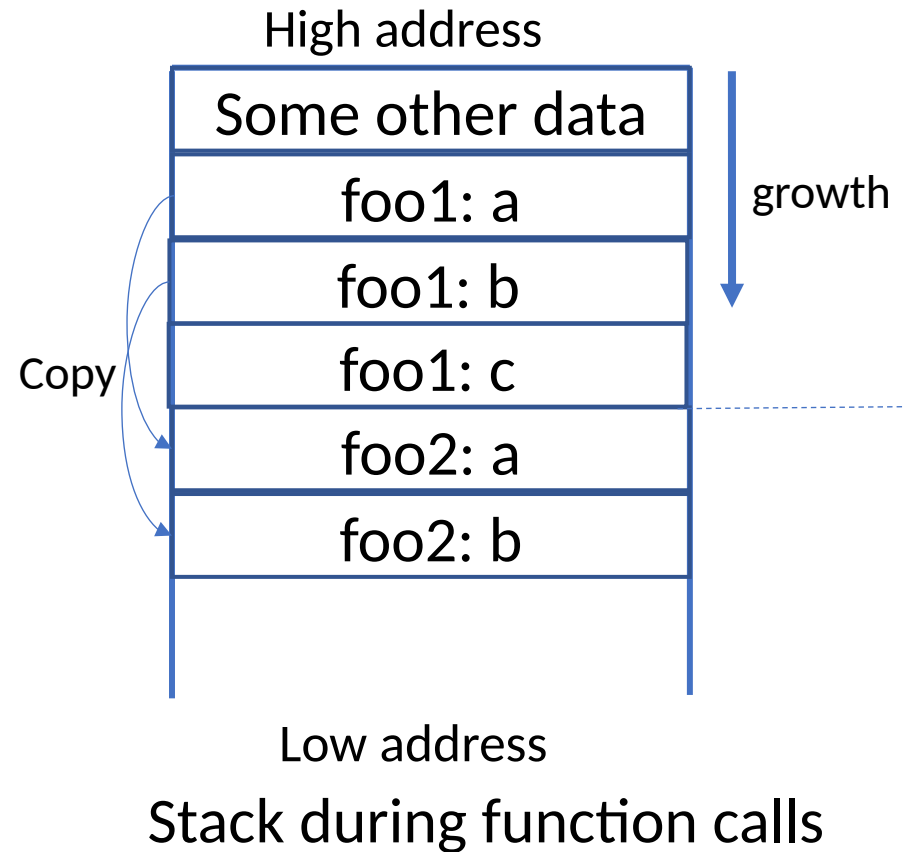 High address
Some other data
foo1: a
growth
foo1: b
foo1: c
Copy
foo2: a
foo2: b
Low address
Stack during function calls